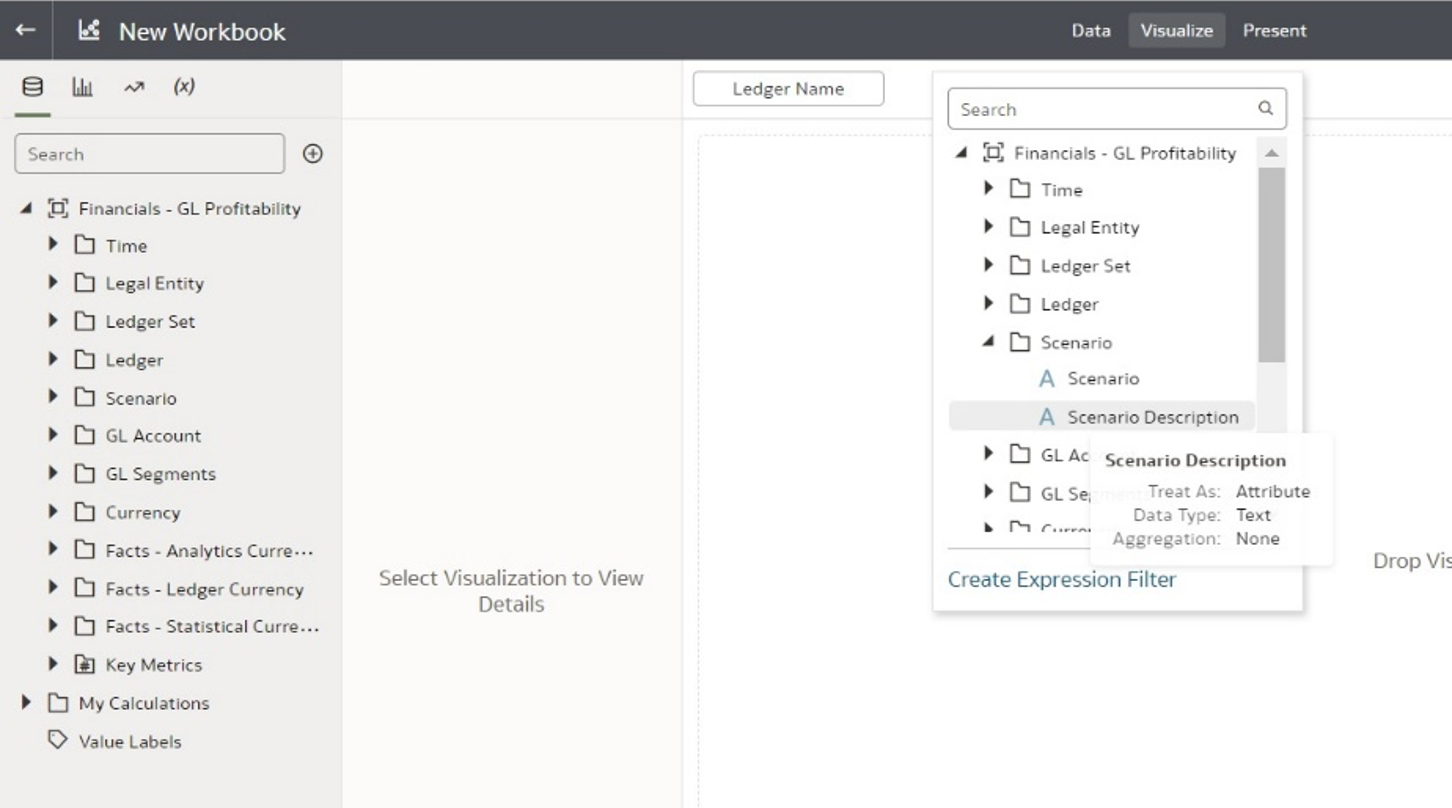 New Workbook
Data Visualize Present
(x)
Search
Financials - GL Profitability
Time
Legal Entity
Ledger Set
Ledger
Scenario
GL Account
GL Segments
Currency
Facts - Analytics Curre...
Facts - Ledger Currency
Facts - Statistical Curre...
Key Metrics
My Calculations
Value Labels
Select Visualization to View
Details
Ledger Name
Search
Financials - GL Profitability
Time
Legal Entity
Ledger Set
Ledger
Scenario
A Scenario
A Scenario Description
GL Ac
GL Se
Scenario Description
Treat As: Attribute
Data Type: Text
Aggregation: None
Create Expression Filter
Drop Vis